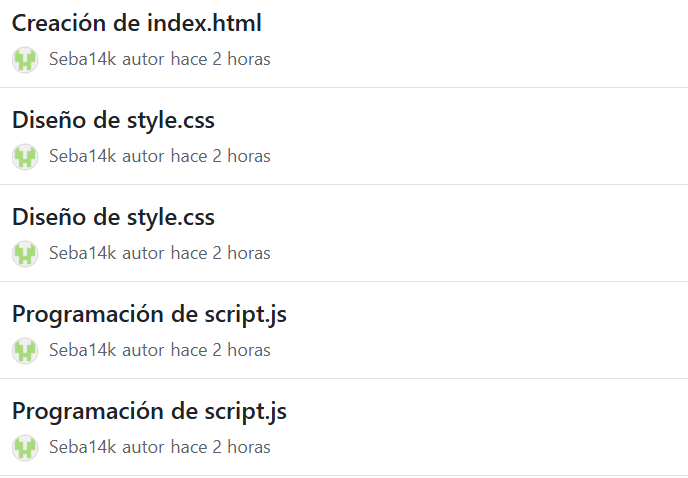 Creación de index.html
Seba14k autor hace 2 horas
Diseño de style.css
Seba14k autor hace 2 horas
Diseño de style.css
Seba14k autor hace 2 horas
Programación de script.js
Seba14k autor hace 2 horas
Programación de script.js
Seba14k autor hace 2 horas